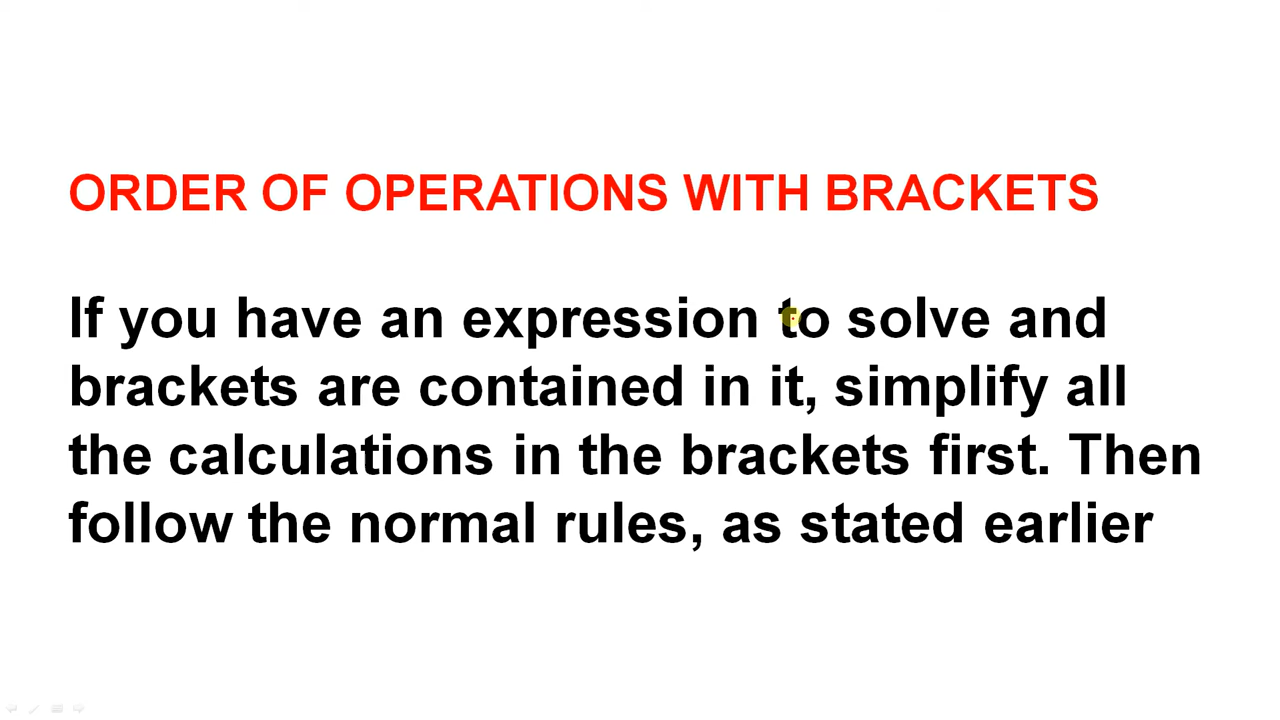 ORDER OF OPERATIONS WITH BRACKETS
If you have an expression to solve and
brackets are contained in it, simplify all
the calculations in the brackets first. Then
follow the normal rules, as stated earlier